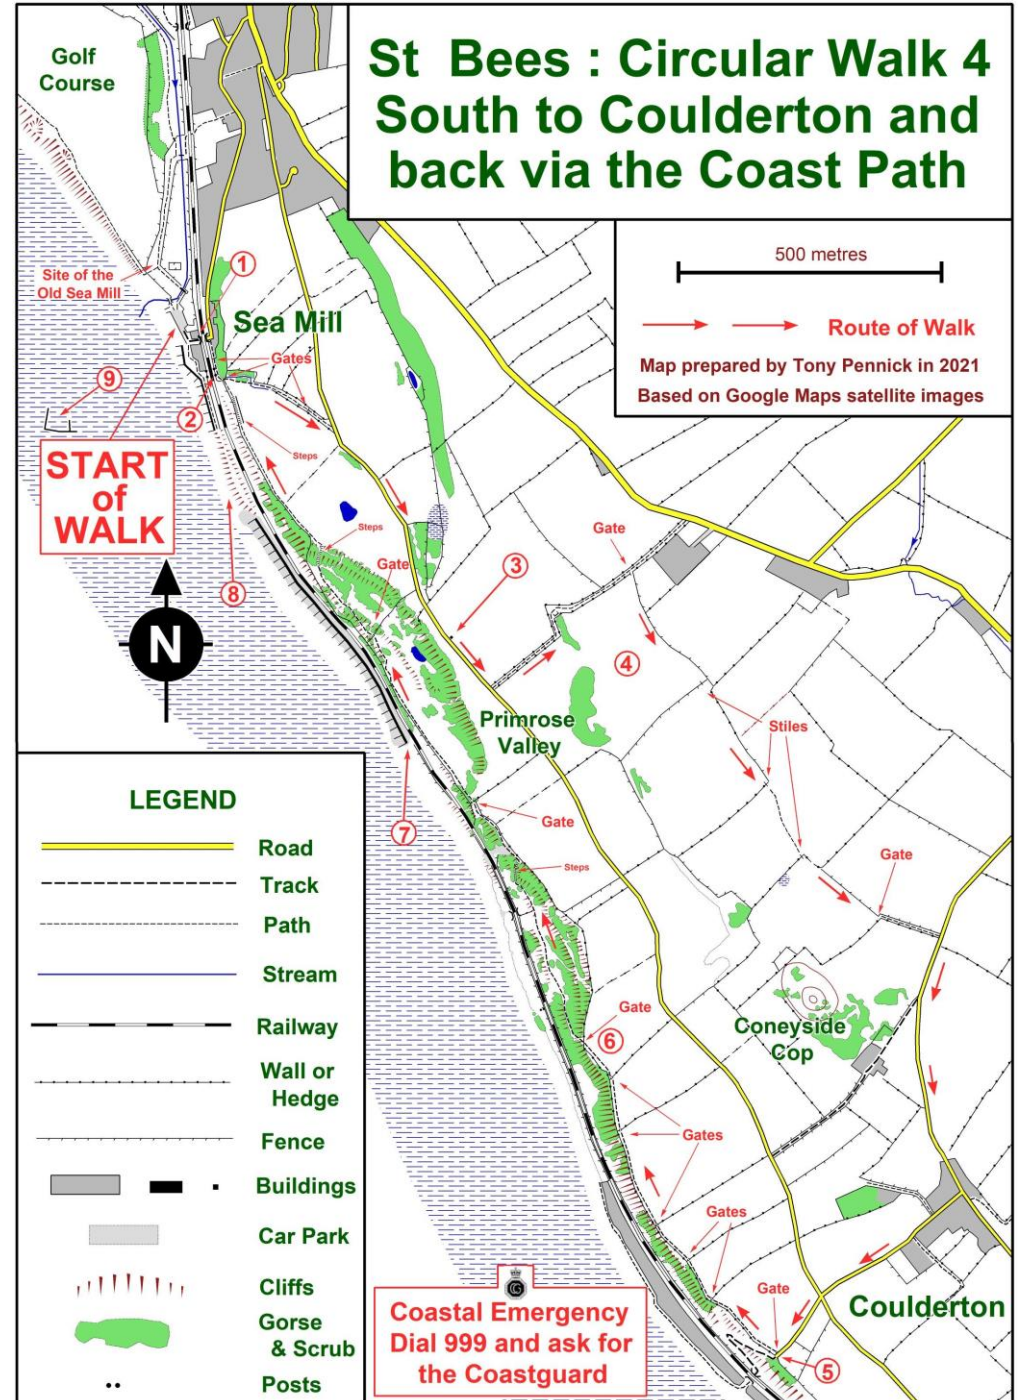 St Bees : Circular Walk 4
South to Coulderton and
back via the Coast Path
500 metres
Route of Walk
Map prepared by Tony Pennick in 2021
Based on Google Maps satellite images
Golf
Course
Site of the
Old Sea Mill
1
Sea Mill
Gates
9
2
START
of
WALK
Steps
Steps
Gate
Gate
3
8
N
4
Primrose
Valley
Stiles
7
Gate
Steps
Gate
Gate
6
Coneyside
Cop
Gates
Gates
Gate
Coulderton
5
LEGEND
Road
Track
Path
Stream
Railway
Wall or
Hedge
Fence
Buildings
Car Park
Cliffs
Gorse
& Scrub
Posts
Coastal Emergency
Dial 999 and ask for
the Coastguard